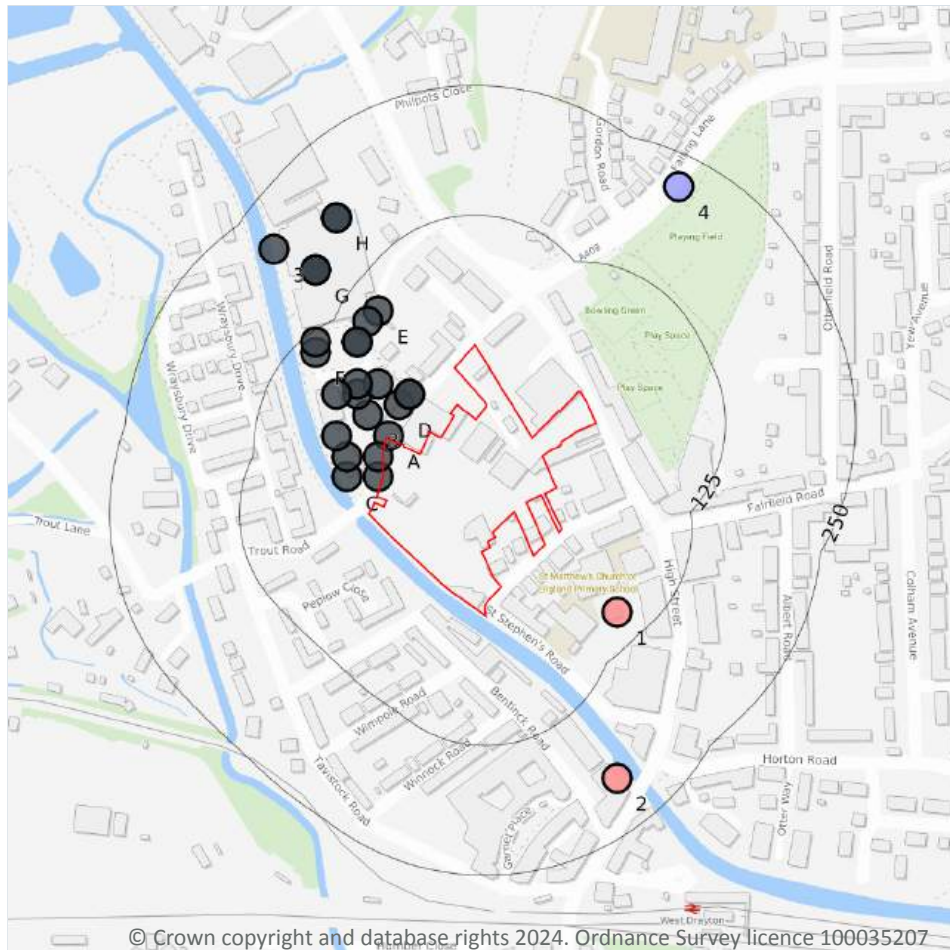 Philpots Close
Gordon Road
Falling Lane
4
H
Playing Field
A408
3
G
Otterfield Road
Yew Avenue
Bowling Green
E
Play Space
Wraysbury Drive
Wraysbury Drive
F
Play Space
D
A
125
C
Fairfield Road
250
Trout Lane
Trout Road
St Matthew's Church of
England Primary School
High Street
Peplow Close
Albert Road
Colham Avenue
St Stephen's Road
1
Bentinck Road
Wimpole Road
Winnock Road
Horton Road
Tavistock Road
2
Otter Way
Garnet Place
West Drayton
© Crown copyright and database rights 2024. Ordnance Survey licence 100035207